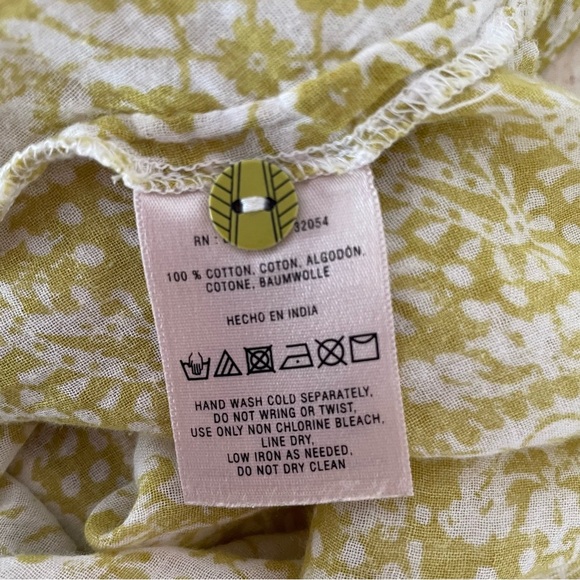 RN : 32054
100 % COTTON, COTON, ALGODÓN,
COTONE, BAUMWOLLE
HECHO EN INDIA
HAND WASH COLD SEPARATELY,
DO NOT WRING OR TWIST,
USE ONLY NON CHLORINE BLEACH,
LINE DRY,
LOW IRON AS NEEDED,
DO NOT DRY CLEAN